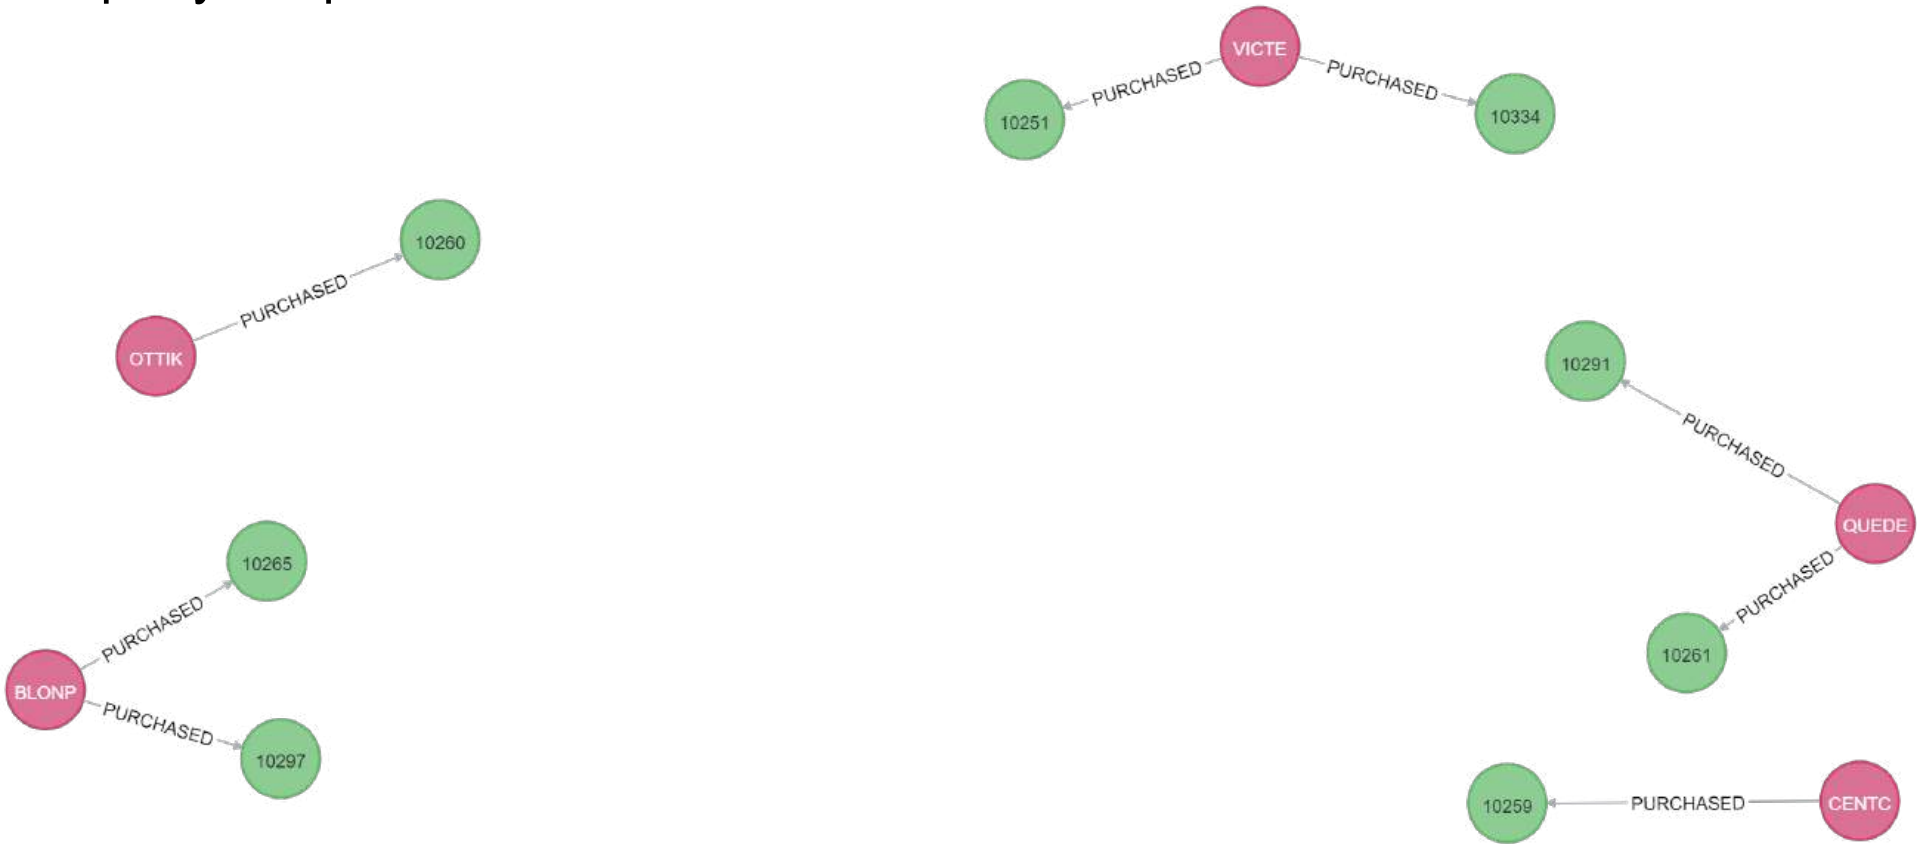 VICTE
PURCHASED
PURCHASED
10251
10334
10260
PURCHASED
OTTIK
10291
PURCHASED
QUEDE
PURCHASED
10261
10265
PURCHASED
BLONP
PURCHASED
10297
10259
PURCHASED
CENTC